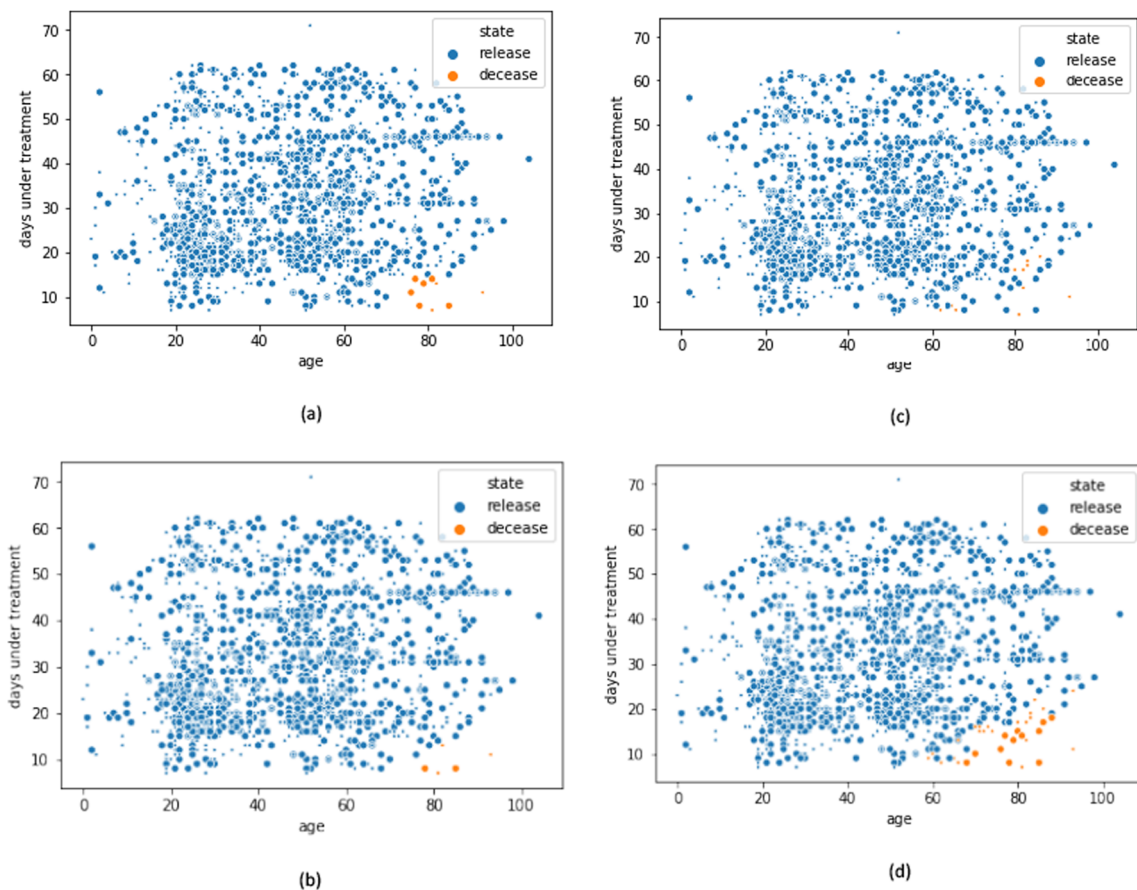 state
release
decease
70
60
50
40
30
20
10
days under treatment
0 20 40 60 80 100
age
(a)
state
release
decease
70
60
50
40
30
20
10
days under treatment
0 20 40 60 80 100
age
(c)
state
release
decease
70
60
50
40
30
20
10
days under treatment
0 20 40 60 80 100
age
(b)
state
release
decease
70
60
50
40
30
20
10
days under treatment
0 20 40 60 80 100
age
(d)